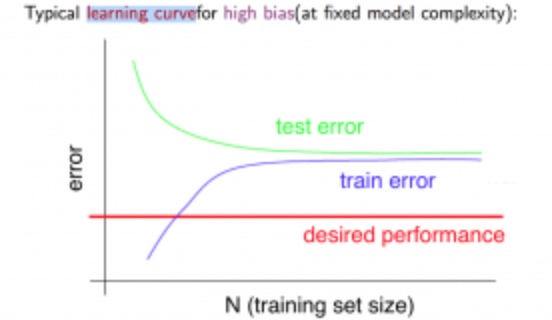 Typical learning curvefor high bias(at fixed model complexity):
test error
error
train error
desired performance
N (training set size)